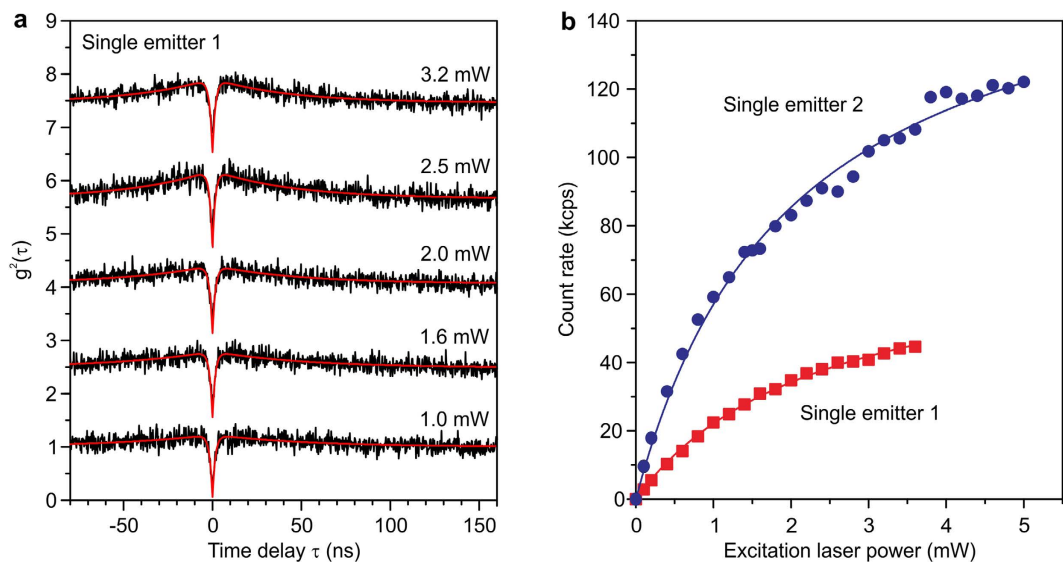 a
Single emitter 1
3.2 mW
2.5 mW
2.0 mW
1.6 mW
1.0 mW
g²(τ)
9
8
7
6
5
4
3
2
1
0
-50
0
50
100
150
Time delay τ (ns)
b
Single emitter 2
Single emitter 1
Count rate (kcps)
140
120
100
80
60
40
20
0
0
1
2
3
4
5
Excitation laser power (mW)